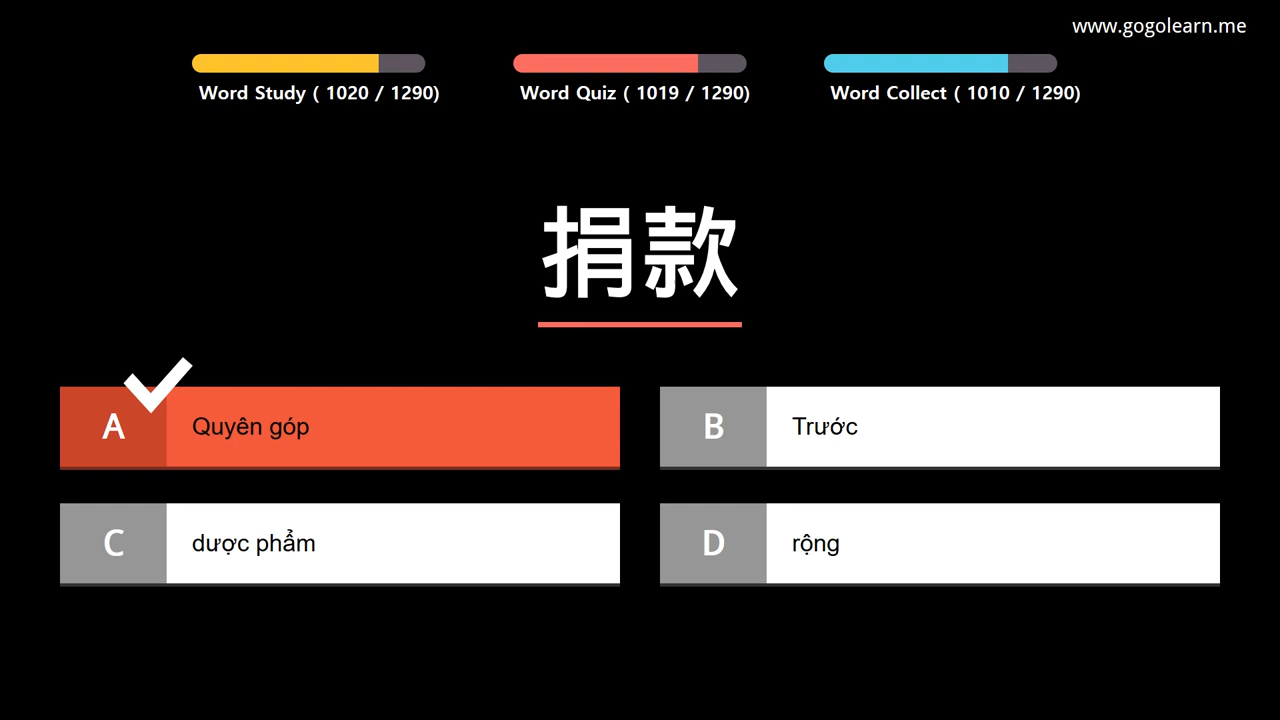 www.gogolearn.me
Word Study ( 1020 / 1290)
Word Quiz ( 1019 / 1290)
Word Collect ( 1010 / 1290)
捐款
A Quyên góp
B Trước
C dược phẩm
D rộng